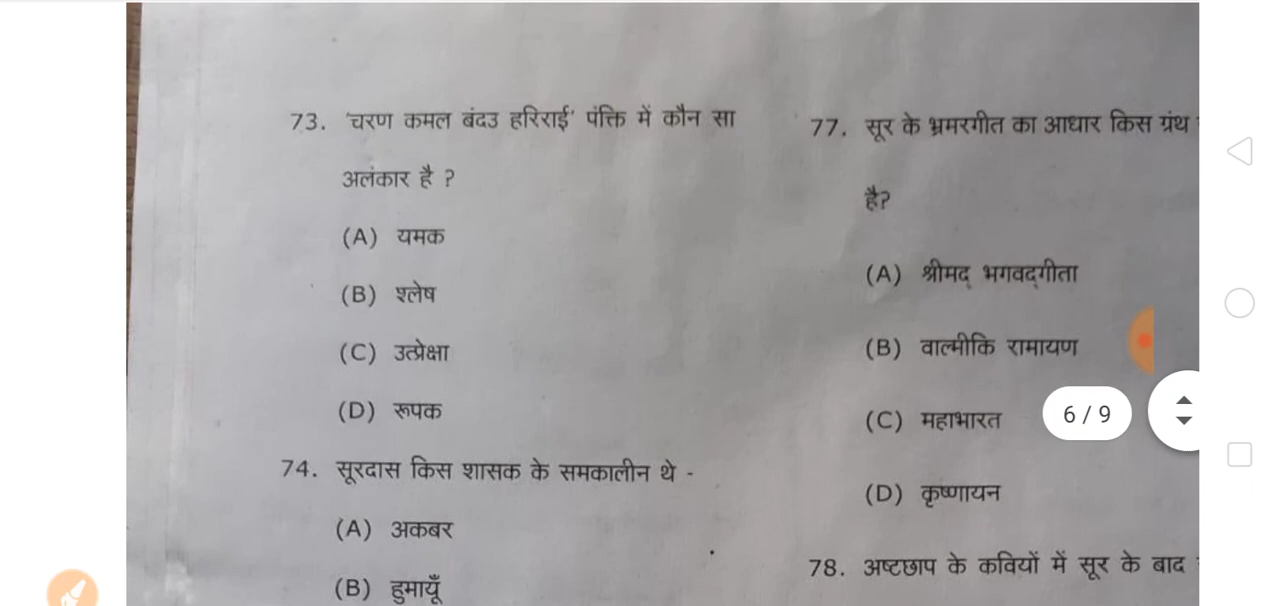 73. 'चरण कमल बंदउ हरिराई' पंक्ति में कौन सा
अलंकार है ?
(A) यमक
(B) श्लेष
(C) उत्प्रेक्षा
(D) रूपक
74. सूरदास किस शासक के समकालीन थे -
(A) अकबर
(B) हुमायूँ
77. सूर के भ्रमरगीत का आधार किस ग्रंथ
है?
(A) श्रीमद् भगवद्गीता
(B) वाल्मीकि रामायण
(C) महाभारत
(D) कृष्णायन
78. अष्टछाप के कवियों में सूर के बाद
6 / 9